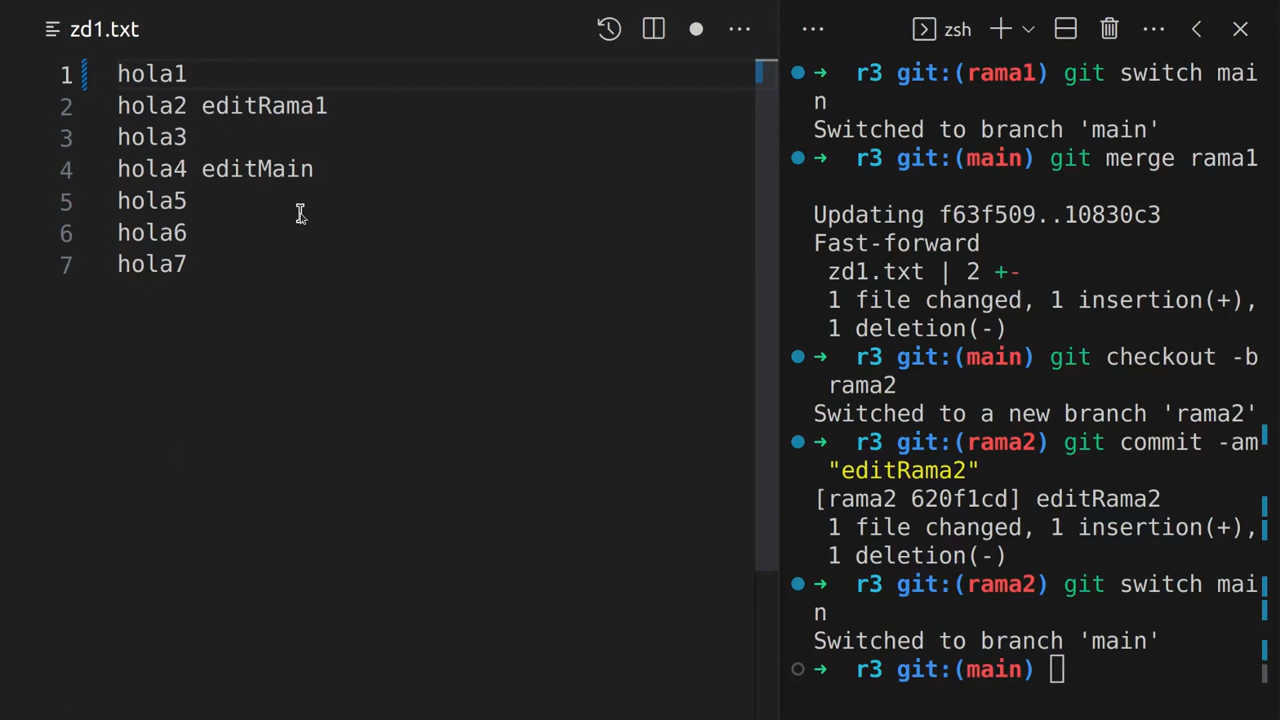 zd1.txt
1 hola1
2 hola2 editRama1
3 hola3
4 hola4 editMain
5 hola5
6 hola6
7 hola7
zsh
➜ r3 git:(rama1) git switch mai
n
Switched to branch 'main'
➜ r3 git:(main) git merge rama1
Updating f63f509..10830c3
Fast-forward
zd1.txt | 2 +-
1 file changed, 1 insertion(+),
1 deletion(-)
➜ r3 git:(main) git checkout -b
rama2
Switched to a new branch 'rama2'
➜ r3 git:(rama2) git commit -am
"editRama2"
[rama2 620f1cd] editRama2
1 file changed, 1 insertion(+),
1 deletion(-)
➜ r3 git:(rama2) git switch mai
n
Switched to branch 'main'
➜ r3 git:(main)